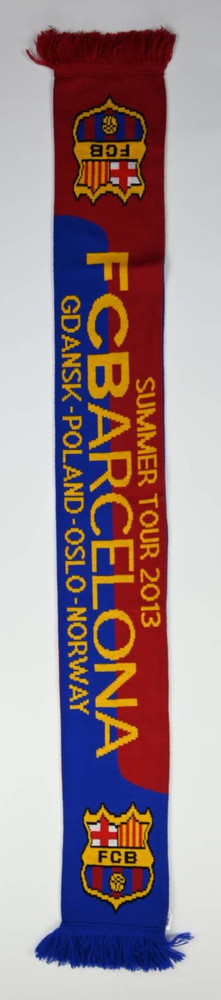 FCB
SUMMER TOUR 2013
FCBARCELONA
GDANSK-POLAND-OSLO-NORWAY
FCB